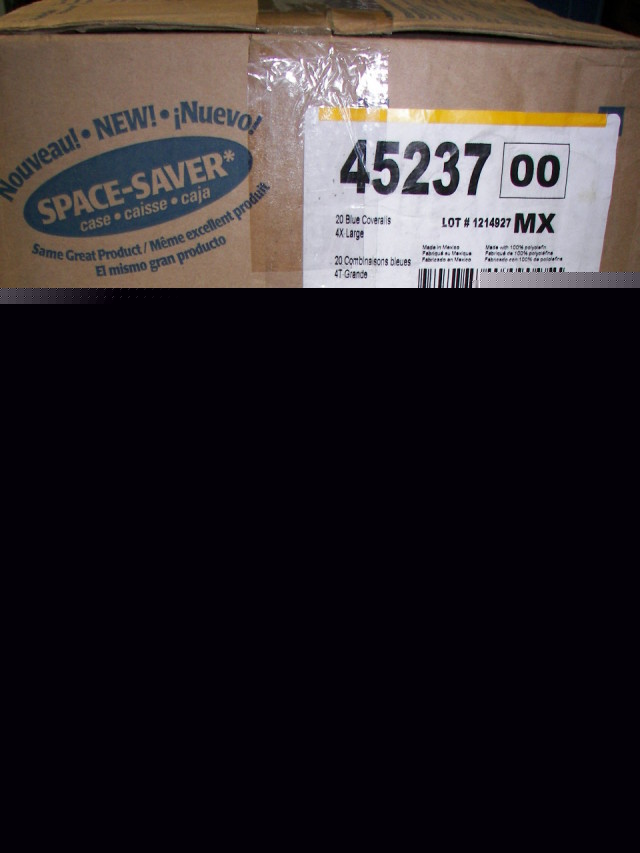 Nouveau! • NEW! • ¡Nuevo!
SPACE-SAVER*
case • caisse • caja
Same Great Product / Même excellent produit
El mismo gran producto
45237 00
20 Blue Coveralls
4X Large
LOT # 1214927 MX
20 Combinaisons bleues
4T Grande
Made in Mexico
Fabriqué au Mexique
Fabricado en Mexico
Made with 100% polyolefin
Fabriqué de 100% polyoléfine
Fabricado con 100% de polyolefina